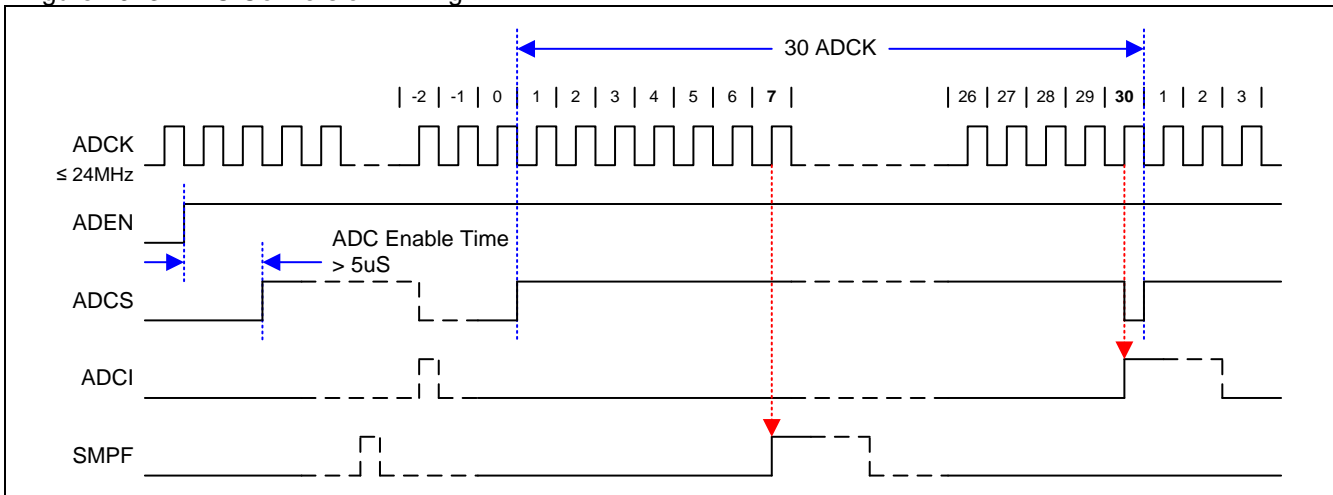 30 ADCK
| -2 | -1 | 0 | 1 | 2 | 3 | 4 | 5 | 6 | 7 | | 26 | 27 | 28 | 29 | 30 | 1 | 2 | 3 |
ADCK
≤ 24MHz
ADEN
ADC Enable Time
> 5uS
ADCS
ADCI
SMPF